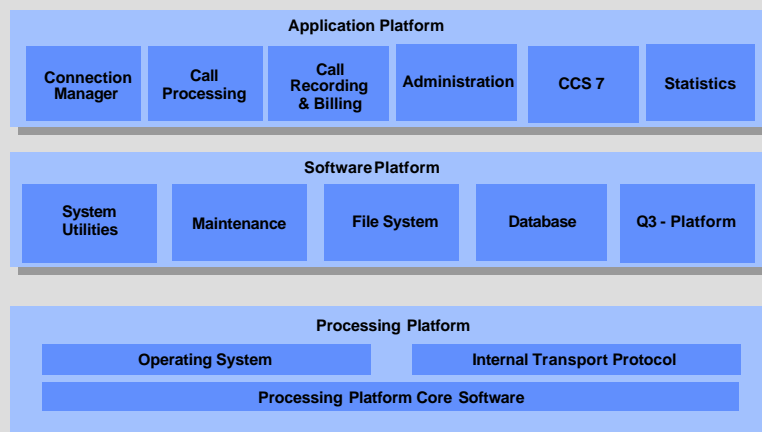 Application Platform
Connection
Manager
Call
Processing
Call
Recording
& Billing
Administration
CCS 7
Statistics
Software Platform
System
Utilities
Maintenance
File System
Database
Q3 - Platform
Processing Platform
Operating System
Internal Transport Protocol
Processing Platform Core Software